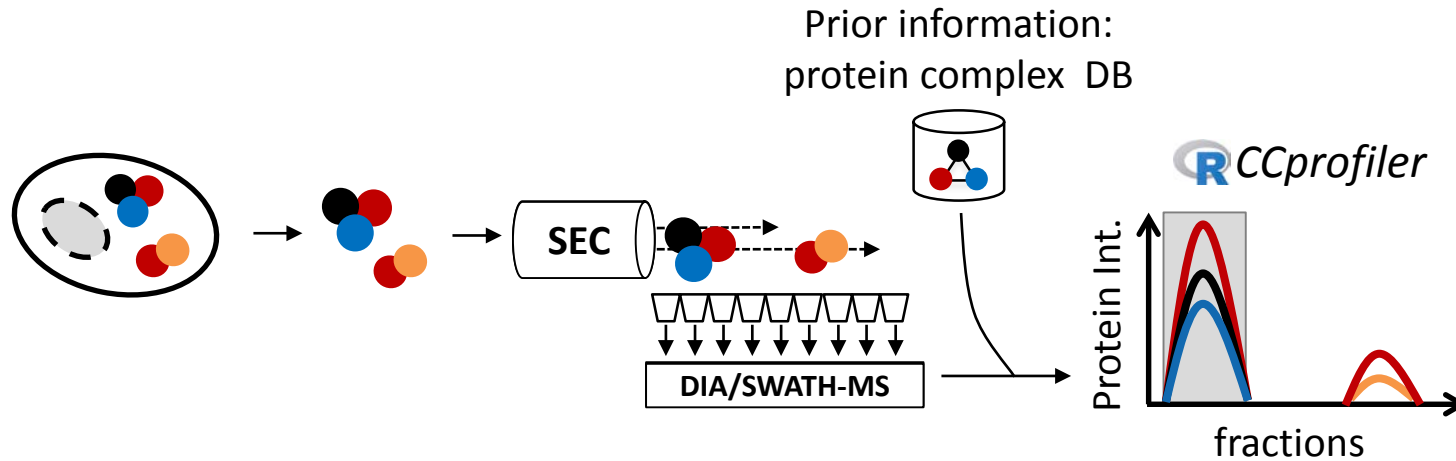 Prior information:
protein complex DB
R CCprofiler
SEC
DIA/SWATH-MS
Protein Int.
fractions